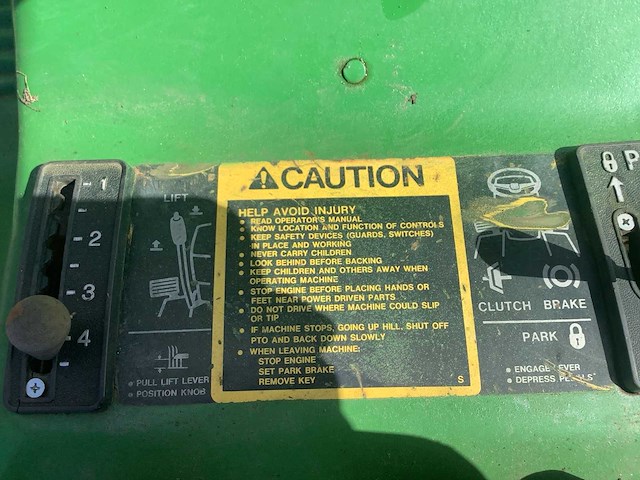 1
2
3
4
LIFT
• PULL LIFT LEVER
• POSITION KNOB
CAUTION
HELP AVOID INJURY
• READ OPERATOR'S MANUAL
• KNOW LOCATION AND FUNCTION OF CONTROLS
• KEEP SAFETY DEVICES (GUARDS, SWITCHES)
IN PLACE AND WORKING
• NEVER CARRY CHILDREN
• LOOK BEHIND BEFORE BACKING
• KEEP CHILDREN AND OTHERS AWAY WHEN
OPERATING MACHINE
• STOP ENGINE BEFORE PLACING HANDS OR
FEET NEAR POWER DRIVEN PARTS
• DO NOT DRIVE WHERE MACHINE COULD SLIP
OR TIP
• IF MACHINE STOPS, GOING UP HILL, SHUT OFF
PTO AND BACK DOWN SLOWLY
• WHEN LEAVING MACHINE:
STOP ENGINE
SET PARK BRAKE
REMOVE KEY
S
CLUTCH BRAKE
PARK
• ENGAGE LEVER
• DEPRESS PEDALS
P